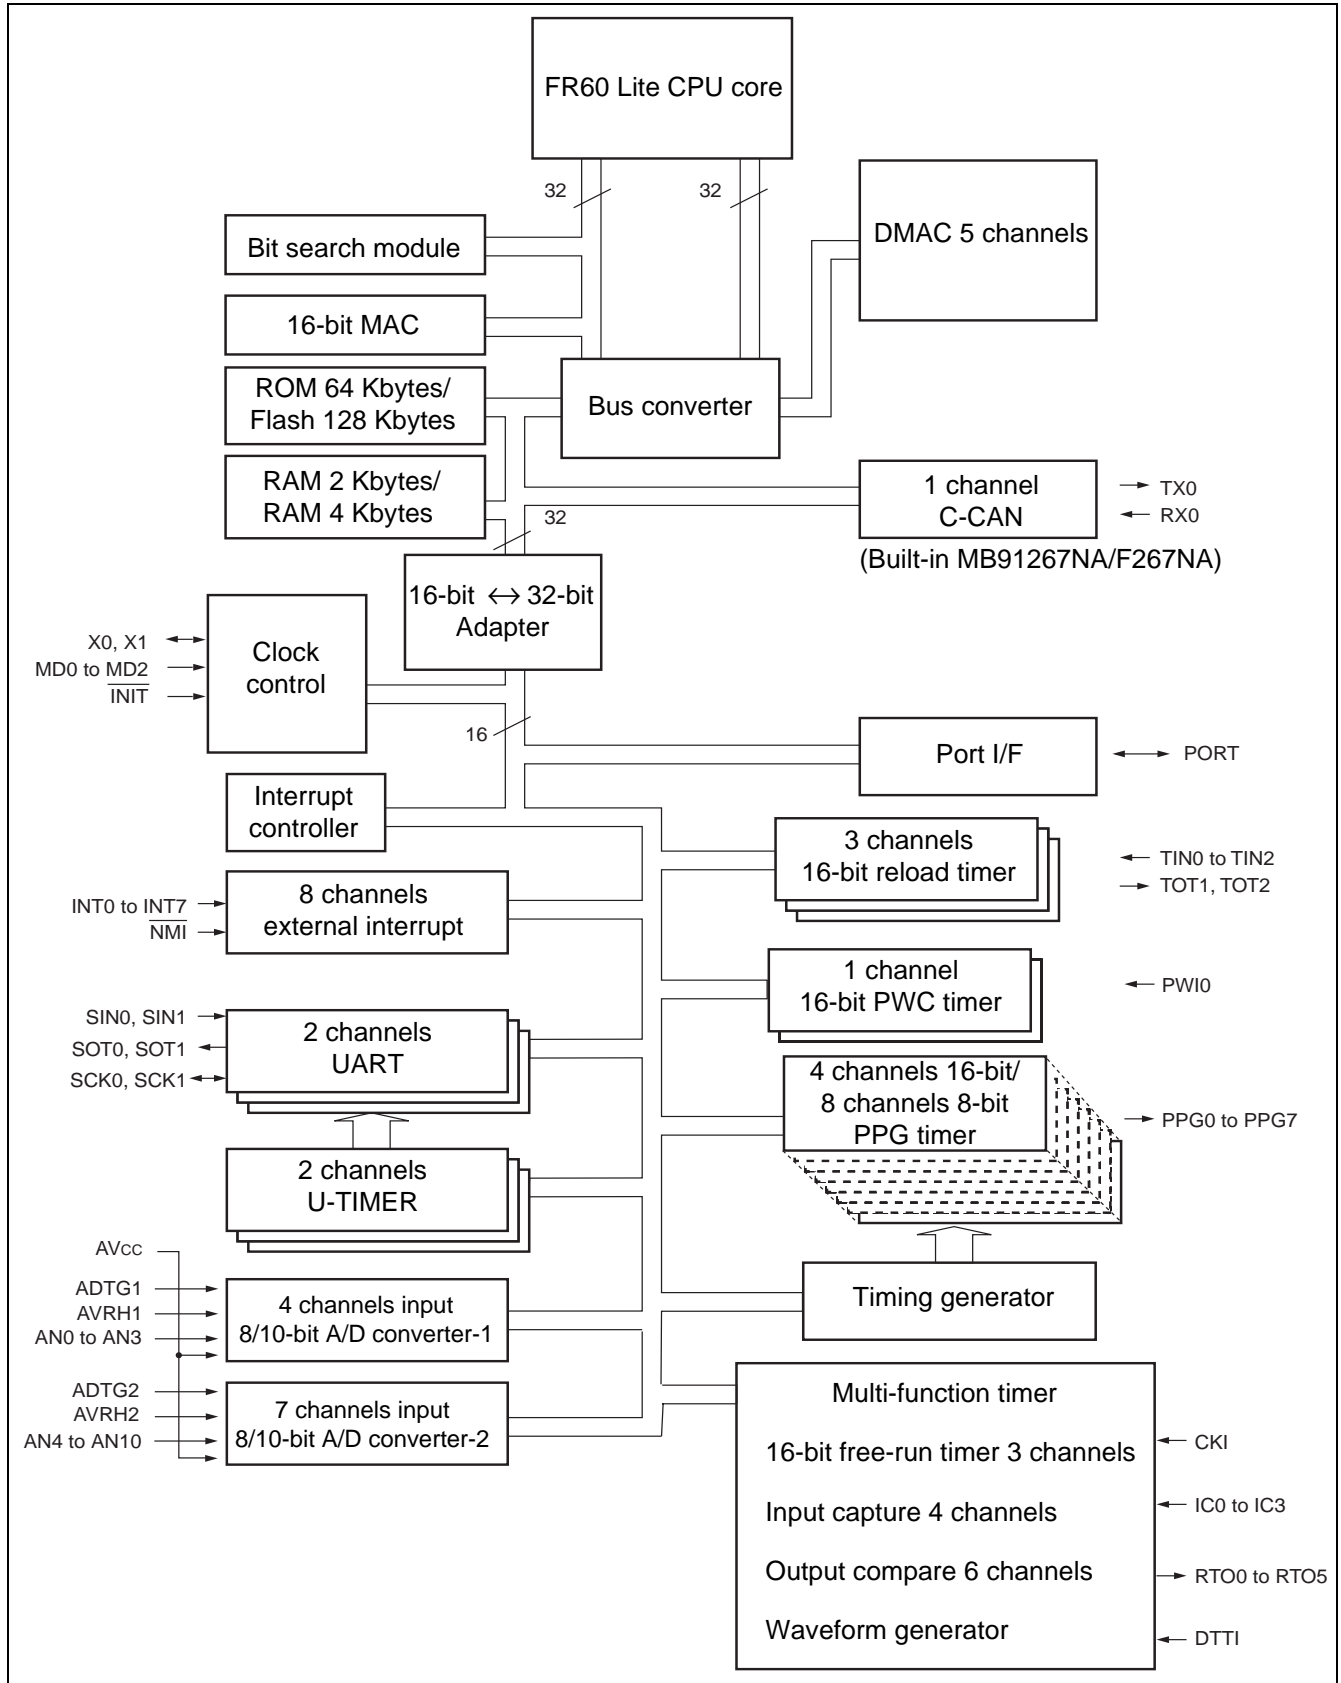 FR60 Lite CPU core
32
32
DMAC 5 channels
Bit search module
16-bit MAC
ROM 64 Kbytes/
Flash 128 Kbytes
Bus converter
RAM 2 Kbytes/
RAM 4 Kbytes
32
1 channel
C-CAN
TX0
RX0
(Built-in MB91267NA/F267NA)
16-bit ↔ 32-bit
Adapter
X0, X1
MD0 to MD2
INIT
Clock
control
16
Port I/F
PORT
Interrupt
controller
3 channels
16-bit reload timer
TIN0 to TIN2
TOT1, TOT2
INT0 to INT7
NMI
8 channels
external interrupt
1 channel
16-bit PWC timer
PWI0
SIN0, SIN1
SOT0, SOT1
SCK0, SCK1
2 channels
UART
4 channels 16-bit/
8 channels 8-bit
PPG timer
PPG0 to PPG7
2 channels
U-TIMER
AVCC
ADTG1
AVRH1
AN0 to AN3
4 channels input
8/10-bit A/D converter-1
Timing generator
ADTG2
AVRH2
AN4 to AN10
7 channels input
8/10-bit A/D converter-2
Multi-function timer
16-bit free-run timer 3 channels
CKI
Input capture 4 channels
IC0 to IC3
Output compare 6 channels
RTO0 to RTO5
Waveform generator
DTTI